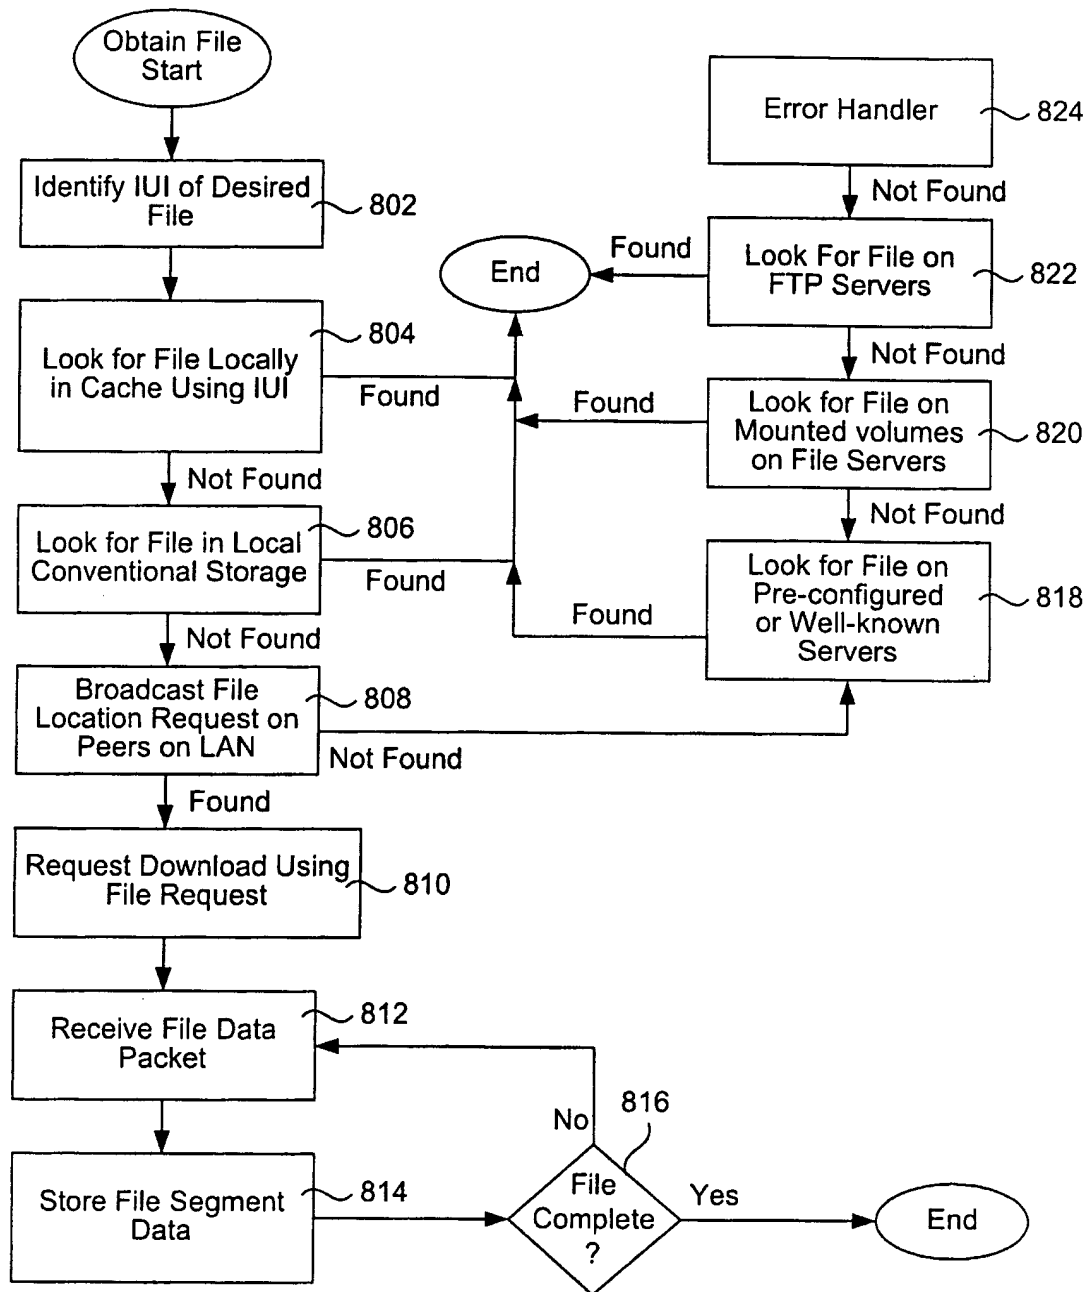 Obtain File
Start
Identify IUI of Desired
File
802
Look for File Locally
in Cache Using IUI
804
Found
Not Found
Look for File in Local
Conventional Storage
806
Found
Not Found
Broadcast File
Location Request on
Peers on LAN
808
Not Found
Found
Request Download Using
File Request
810
Receive File Data
Packet
812
Store File Segment
Data
814
File
Complete
?
816
No
Yes
End
Error Handler
824
Not Found
Look For File on
FTP Servers
822
Found
End
Not Found
Look for File on
Mounted volumes
on File Servers
820
Found
Not Found
Look for File on
Pre-configured
or Well-known
Servers
818
Found